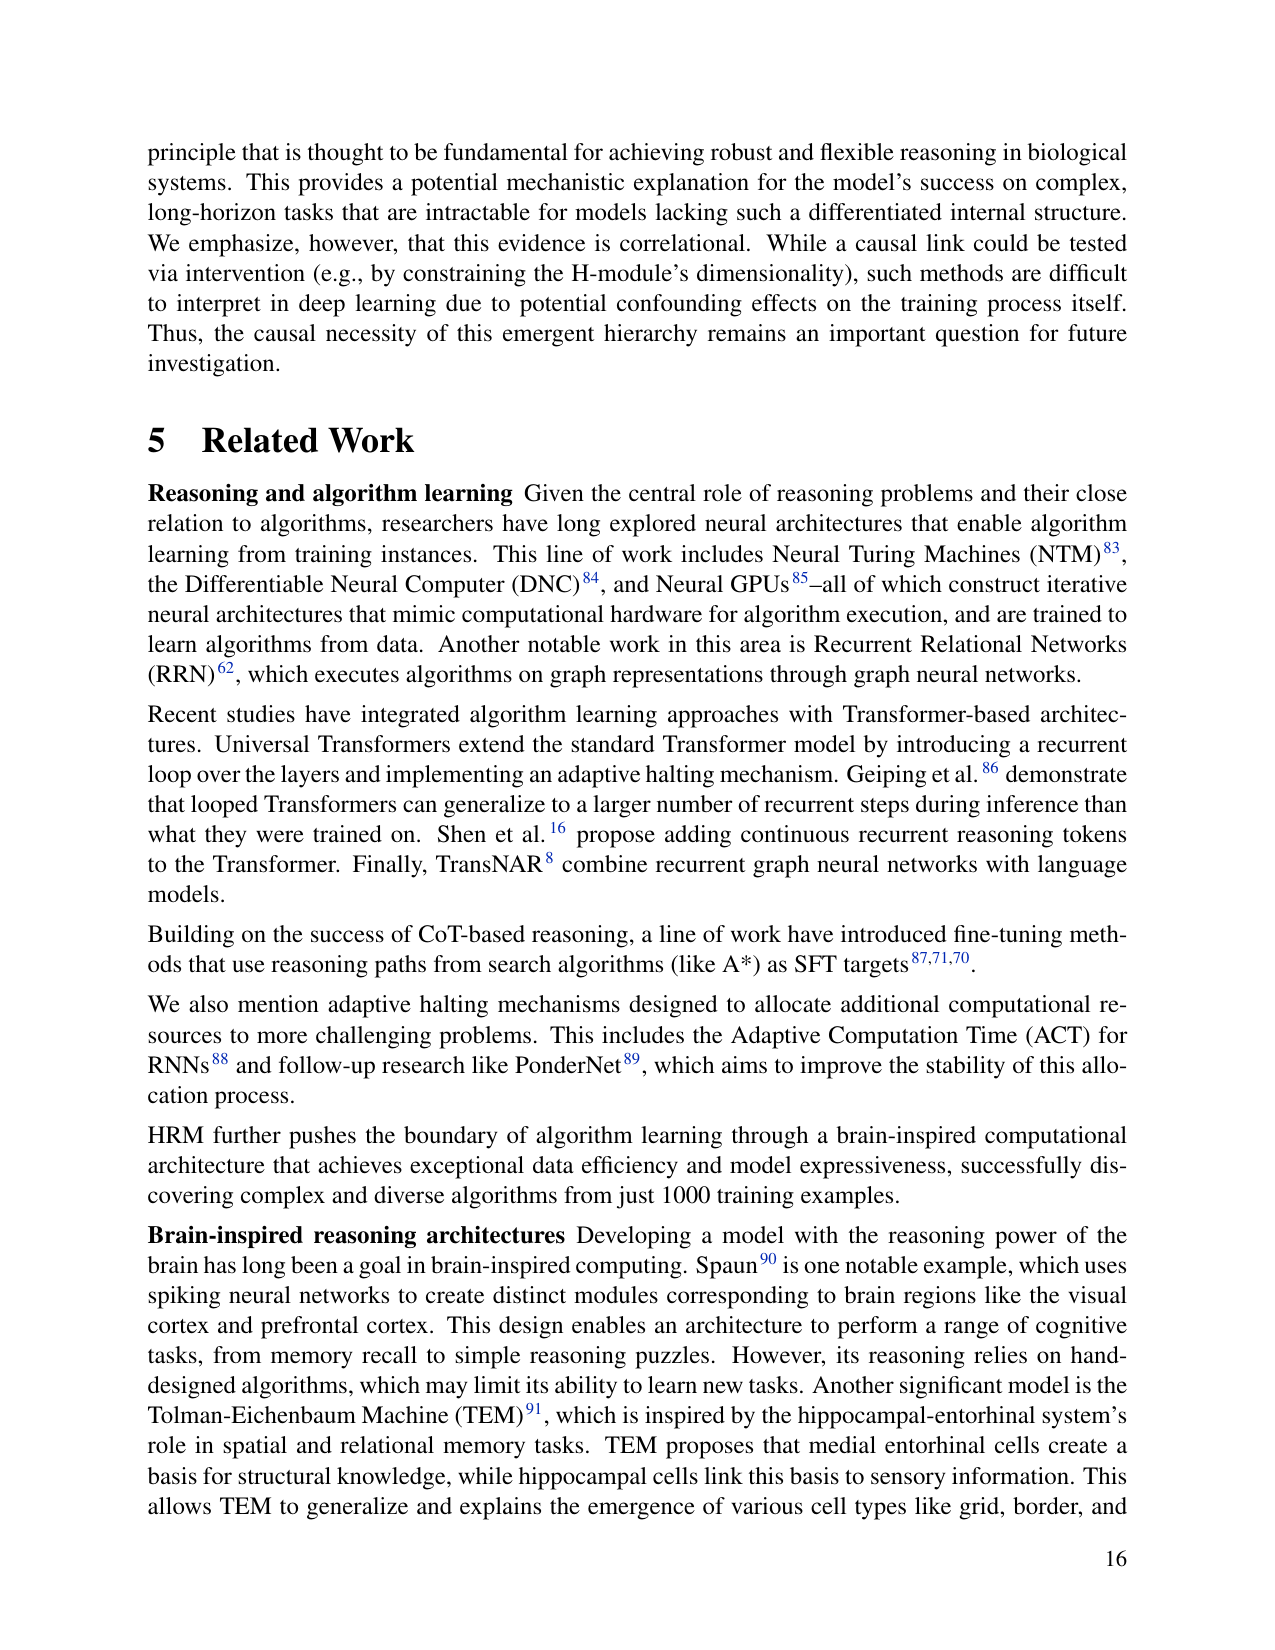 principle that is thought to be fundamental for achieving robust and flexible reasoning in biological
systems. This provides a potential mechanistic explanation for the model's success on complex,
long-horizon tasks that are intractable for models lacking such a differentiated internal structure.
We emphasize, however, that this evidence is correlational. While a causal link could be tested
via intervention (e.g., by constraining the H-module's dimensionality), such methods are difficult
to interpret in deep learning due to potential confounding effects on the training process itself.
Thus, the causal necessity of this emergent hierarchy remains an important question for future
investigation.
5 Related Work
Reasoning and algorithm learning Given the central role of reasoning problems and their close
relation to algorithms, researchers have long explored neural architectures that enable algorithm
learning from training instances. This line of work includes Neural Turing Machines (NTM)83,
the Differentiable Neural Computer (DNC)84, and Neural GPUs85–all of which construct iterative
neural architectures that mimic computational hardware for algorithm execution, and are trained to
learn algorithms from data. Another notable work in this area is Recurrent Relational Networks
(RRN)62, which executes algorithms on graph representations through graph neural networks.
Recent studies have integrated algorithm learning approaches with Transformer-based architec-
tures. Universal Transformers extend the standard Transformer model by introducing a recurrent
loop over the layers and implementing an adaptive halting mechanism. Geiping et al.86 demonstrate
that looped Transformers can generalize to a larger number of recurrent steps during inference than
what they were trained on. Shen et al.16 propose adding continuous recurrent reasoning tokens
to the Transformer. Finally, TransNAR8 combine recurrent graph neural networks with language
models.
Building on the success of CoT-based reasoning, a line of work have introduced fine-tuning meth-
ods that use reasoning paths from search algorithms (like A*) as SFT targets87,71,70.
We also mention adaptive halting mechanisms designed to allocate additional computational re-
sources to more challenging problems. This includes the Adaptive Computation Time (ACT) for
RNNs88 and follow-up research like PonderNet89, which aims to improve the stability of this allo-
cation process.
HRM further pushes the boundary of algorithm learning through a brain-inspired computational
architecture that achieves exceptional data efficiency and model expressiveness, successfully dis-
covering complex and diverse algorithms from just 1000 training examples.
Brain-inspired reasoning architectures Developing a model with the reasoning power of the
brain has long been a goal in brain-inspired computing. Spaun90 is one notable example, which uses
spiking neural networks to create distinct modules corresponding to brain regions like the visual
cortex and prefrontal cortex. This design enables an architecture to perform a range of cognitive
tasks, from memory recall to simple reasoning puzzles. However, its reasoning relies on hand-
designed algorithms, which may limit its ability to learn new tasks. Another significant model is the
Tolman-Eichenbaum Machine (TEM)91, which is inspired by the hippocampal-entorhinal system's
role in spatial and relational memory tasks. TEM proposes that medial entorhinal cells create a
basis for structural knowledge, while hippocampal cells link this basis to sensory information. This
allows TEM to generalize and explains the emergence of various cell types like grid, border, and
16